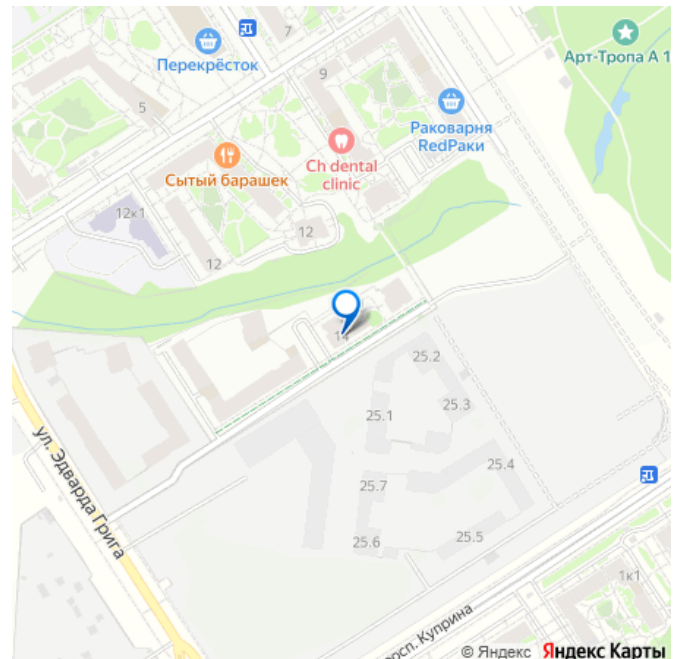 7
Перекрёсток
Арт-Тропа А 1
9
5
Раковарня
RedРаки
Ch dental
clinic
Сытый барашек
12к1
12
12
14
25.2
25.1
25.3
ул. Эдварда Грига
25.4
25.7
25.5
25.6
1к1
просп. Куприна
© Яндекс Яндекс Карты